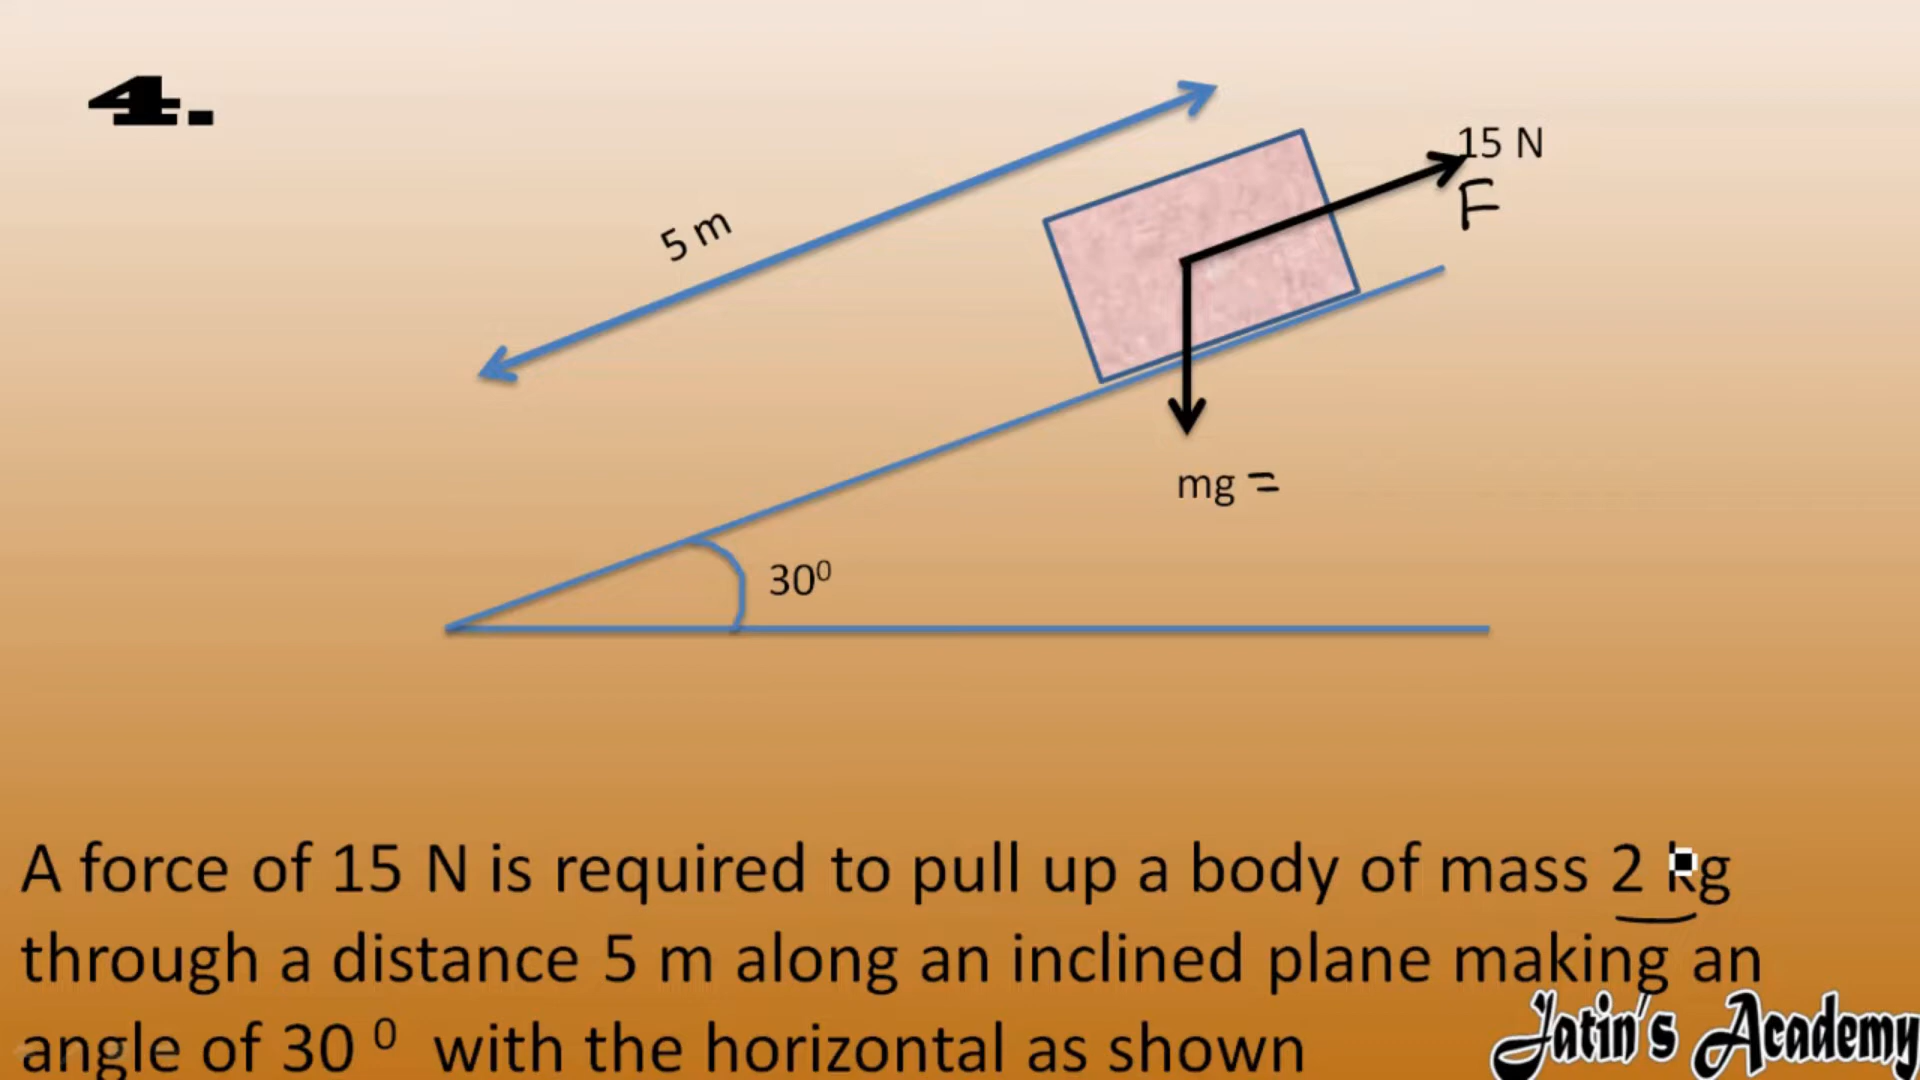 4.
5 m
15 N
F
mg =
30⁰
A force of 15 N is required to pull up a body of mass 2 kg
through a distance 5 m along an inclined plane making an
angle of 30 ⁰ with the horizontal as shown
Jatin's Academy